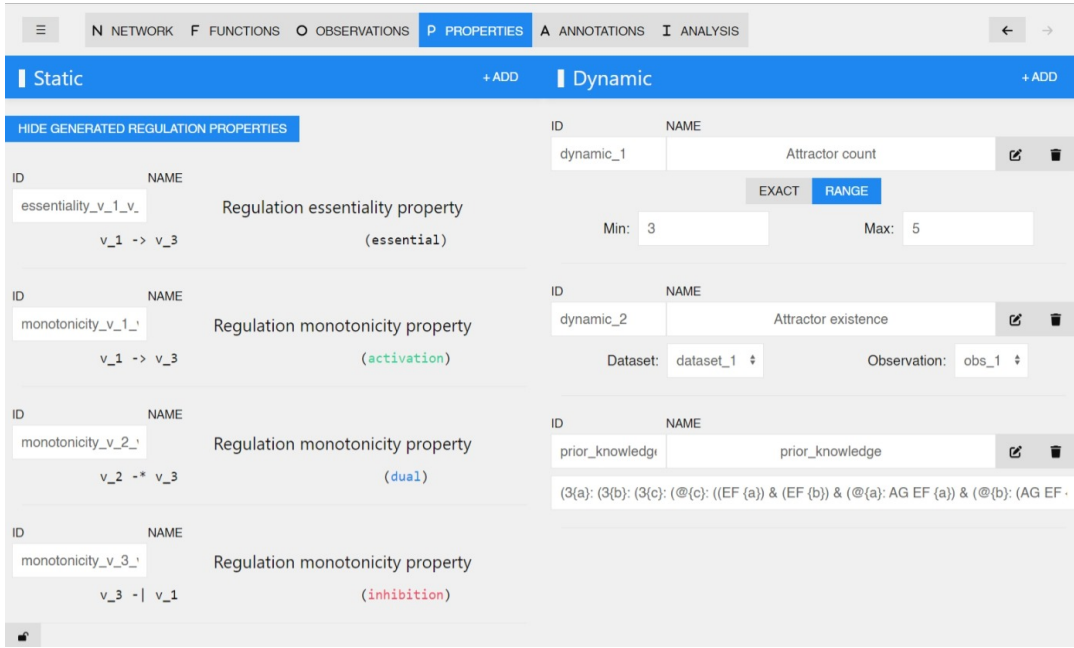 ☰ N NETWORK F FUNCTIONS O OBSERVATIONS P PROPERTIES A ANNOTATIONS I ANALYSIS ← →
Static + ADD
HIDE GENERATED REGULATION PROPERTIES
ID NAME
essentiality_v_1_v_ Regulation essentiality property
v_1 -> v_3 (essential)
ID NAME
monotonicity_v_1_ Regulation monotonicity property
v_1 -> v_3 (activation)
ID NAME
monotonicity_v_2_ Regulation monotonicity property
v_2 -* v_3 (dual)
ID NAME
monotonicity_v_3_ Regulation monotonicity property
v_3 -| v_1 (inhibition)
Dynamic + ADD
ID NAME
dynamic_1 Attractor count
EXACT RANGE
Min: 3 Max: 5
ID NAME
dynamic_2 Attractor existence
Dataset: dataset_1 Observation: obs_1
ID NAME
prior_knowledge prior_knowledge
(3{a}: (3{b}: (3{c}: (@{c}: ((EF {a}) & (EF {b}) & (@{a}: AG EF {a}) & (@{b}: (AG EF